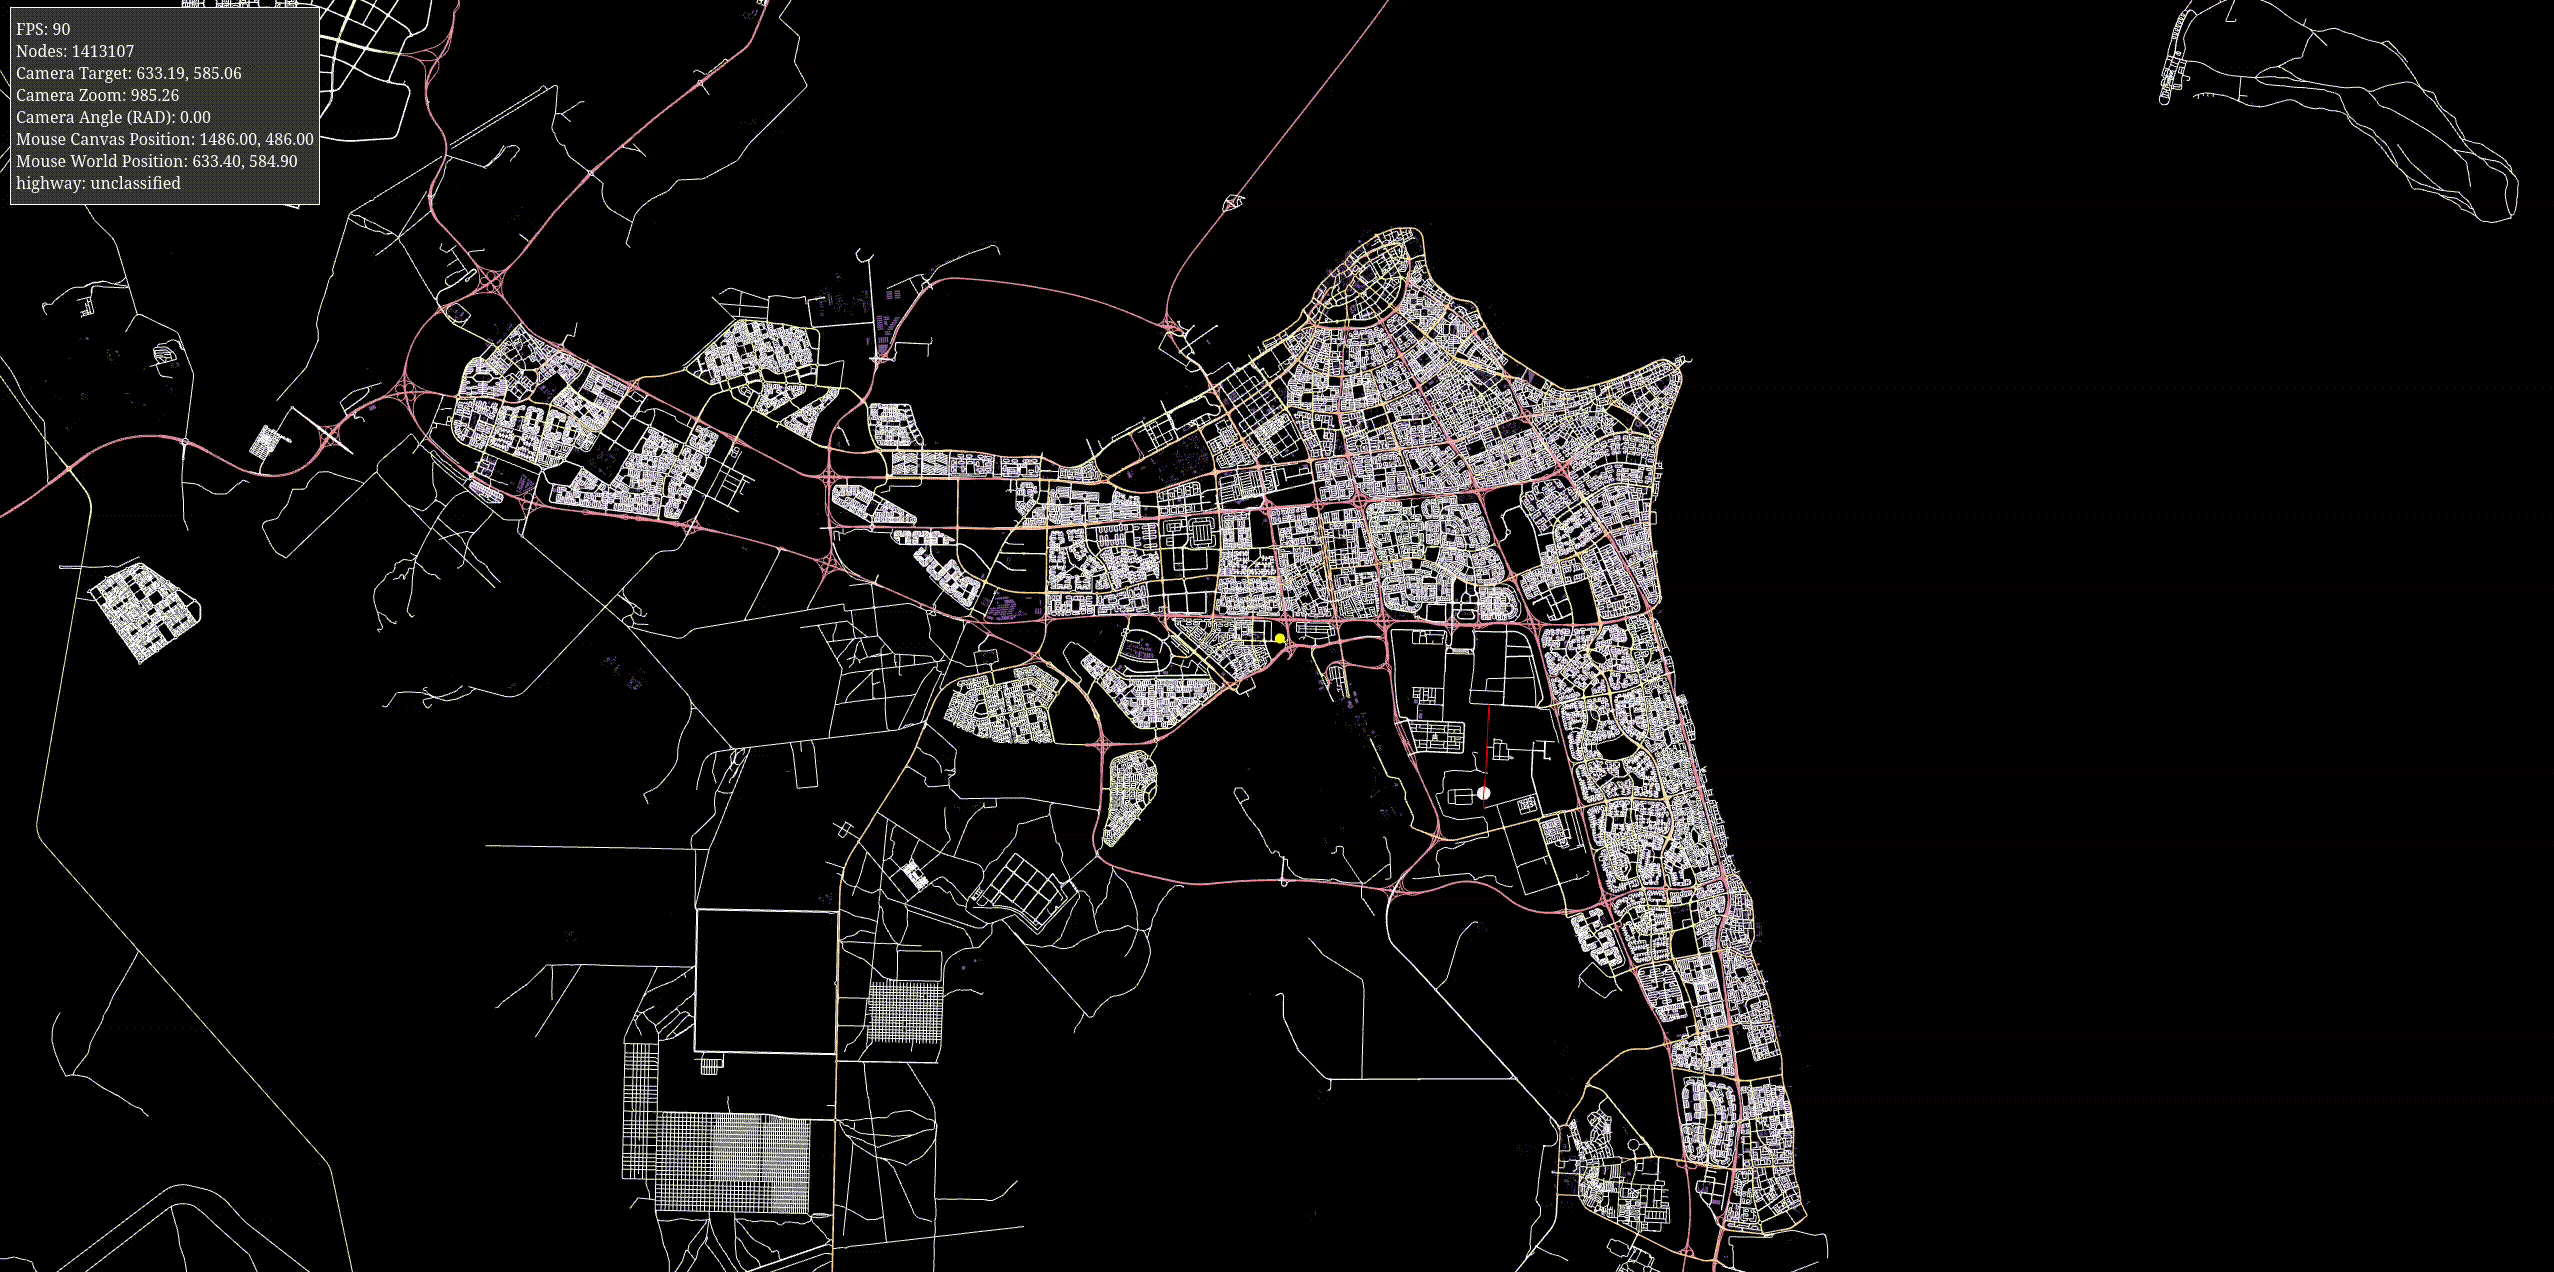 FPS: 90
Nodes: 1413107
Camera Target: 633.19, 585.06
Camera Zoom: 985.26
Camera Angle (RAD): 0.00
Mouse Canvas Position: 1486.00, 486.00
Mouse World Position: 633.40, 584.90
highway: unclassified